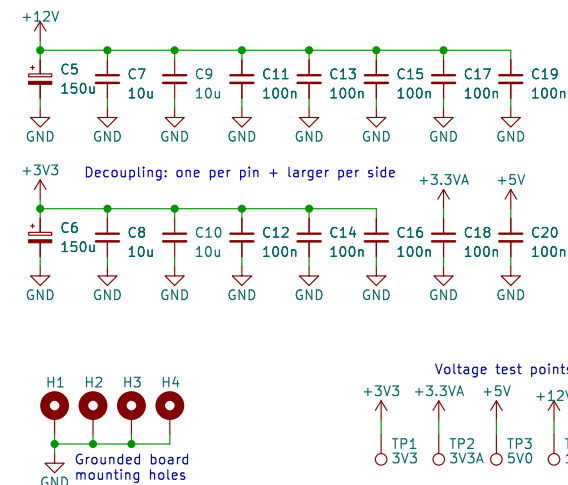 +12V
+ C5 C7 C9 C11 C13 C15 C17 C19
150u 10u 10u 100n 100n 100n 100n 100n
GND GND GND GND GND GND GND GND
+3V3 Decoupling: one per pin + larger per side +3.3VA +5V
+ C6 C8 C10 C12 C14 C16 C18 C20
150u 10u 10u 100n 100n 100n 100n 100n
GND GND GND GND GND GND GND GND
Voltage test points
H1 H2 H3 H4
+3V3 +3.3VA +5V +12V
TP1 TP2 TP3
3V3 3V3A 5V0
Grounded board
mounting holes
GND